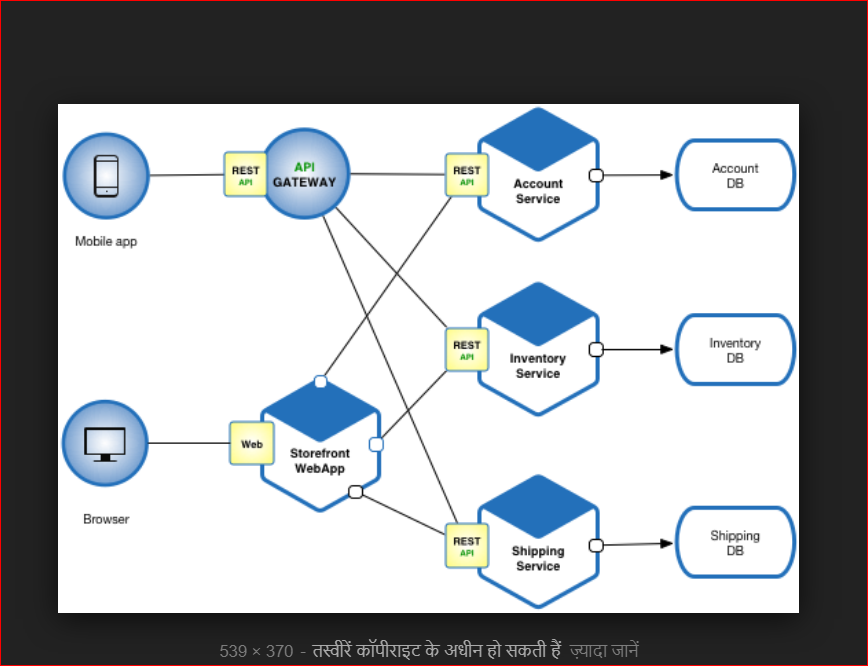 Mobile app
REST
API
API
GATEWAY
REST
API
Account
Service
Account
DB
REST
API
Inventory
Service
Inventory
DB
Browser
Web
Storefront
WebApp
REST
API
Shipping
Service
Shipping
DB
539 × 370 - तस्वीरें कॉपीराइट के अधीन हो सकती हैं ज़्यादा जानें